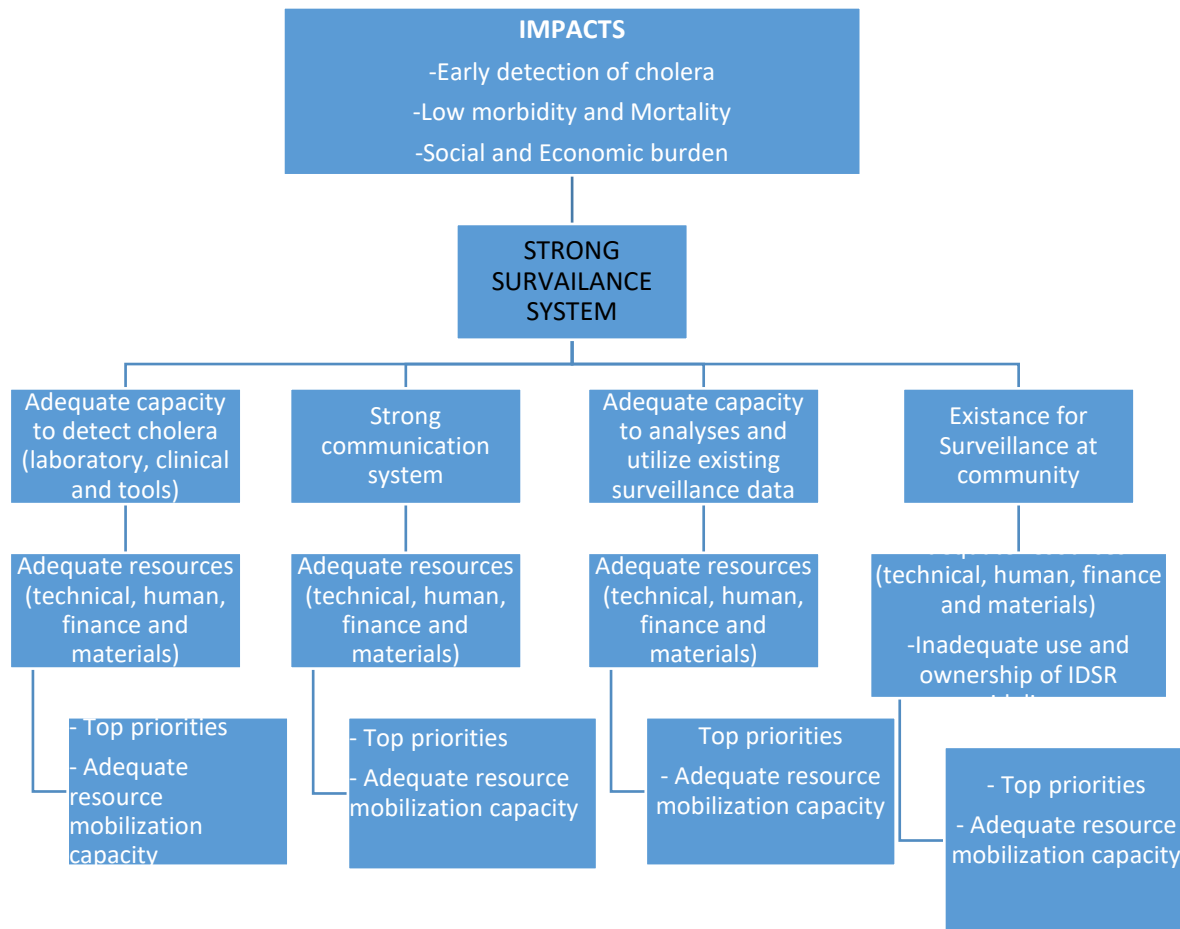 IMPACTS
-Early detection of cholera
-Low morbidity and Mortality
-Social and Economic burden
STRONG
SURVAILANCE
SYSTEM
Adequate capacity
to detect cholera
(laboratory, clinical
and tools)
Strong
communication
system
Adequate capacity
to analyses and
utilize existing
surveillance data
Existance for
Surveillance at
community
Adequate resources
(technical, human,
finance and
materials)
Adequate resources
(technical, human,
finance and
materials)
Adequate resources
(technical, human,
finance and
materials)
(technical, human, finance
and materials)
-Inadequate use and
ownership of IDSR
- Top priorities
- Adequate
resource
mobilization
capacity
- Top priorities
- Adequate resource
mobilization capacity
Top priorities
- Adequate resource
mobilization capacity
- Top priorities
- Adequate resource
mobilization capacity